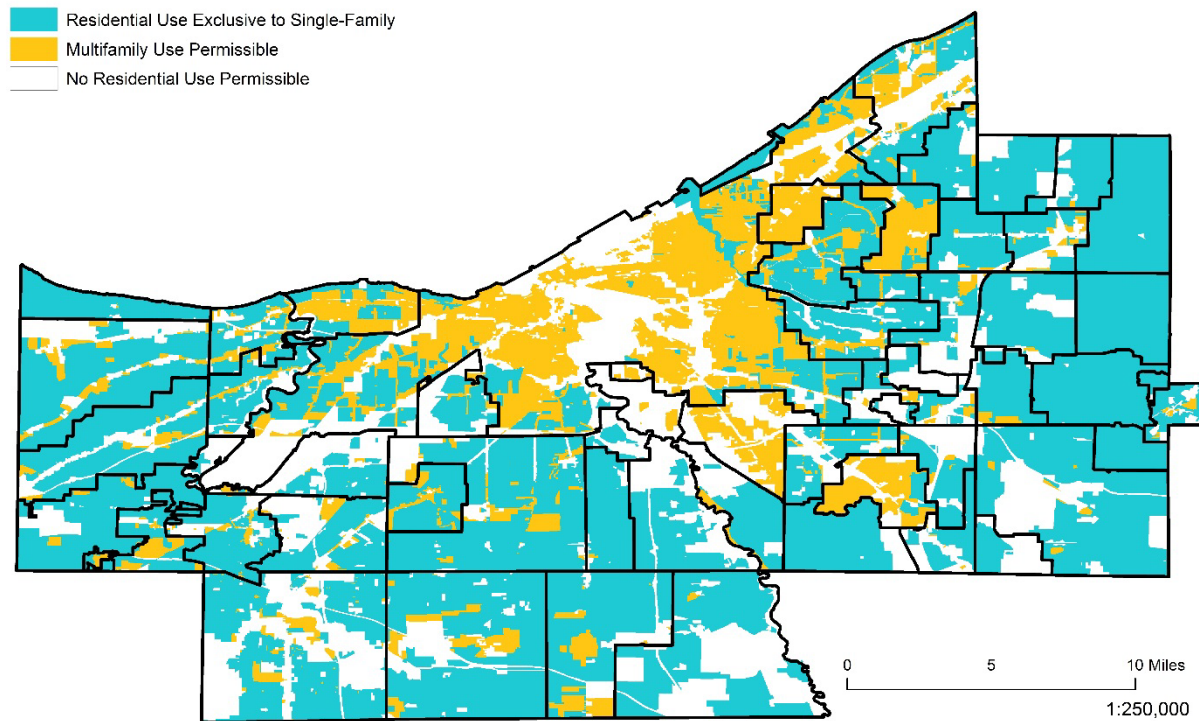 Residential Use Exclusive to Single-Family
Multifamily Use Permissible
No Residential Use Permissible
0 5 10 Miles
1:250,000